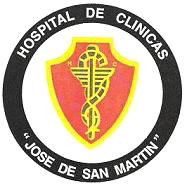 HOSPITAL DE CLINICAS
H C
"JOSE DE SAN MARTIN"